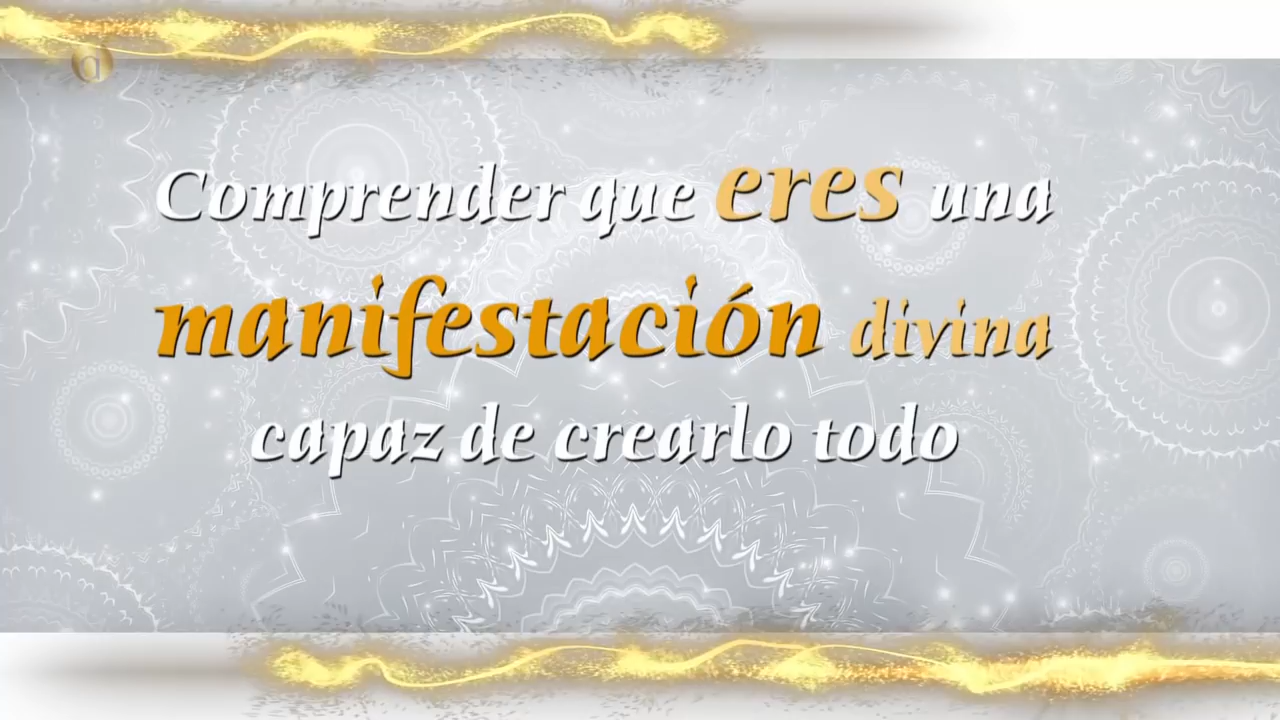 a
Comprender que eres una
manifestación divina
capaz de crearlo todo